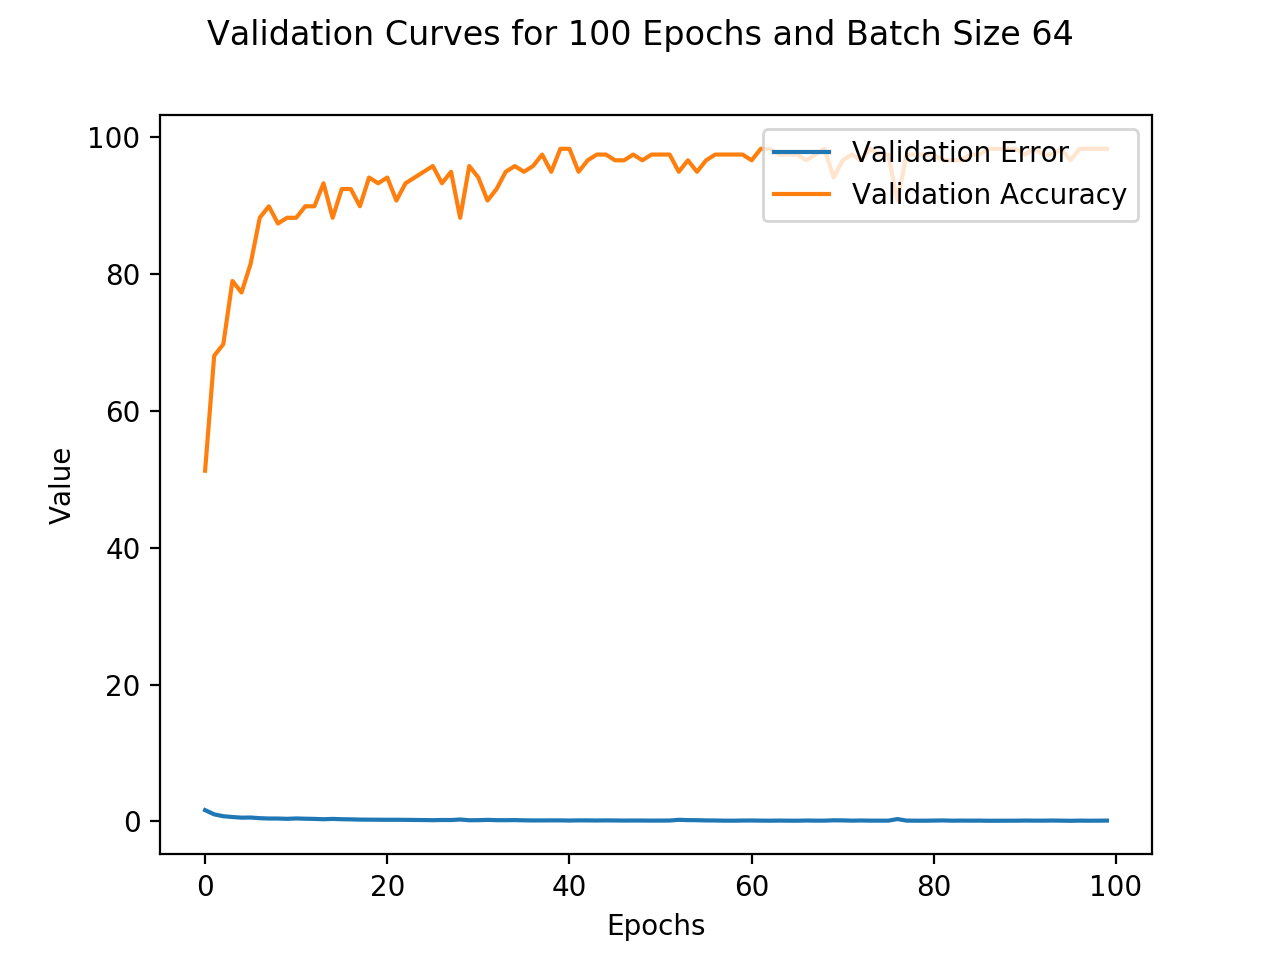 Validation Curves for 100 Epochs and Batch Size 64
100
80
60
40
20
0
Value
Validation Error
Validation Accuracy
0 20 40 60 80 100
Epochs